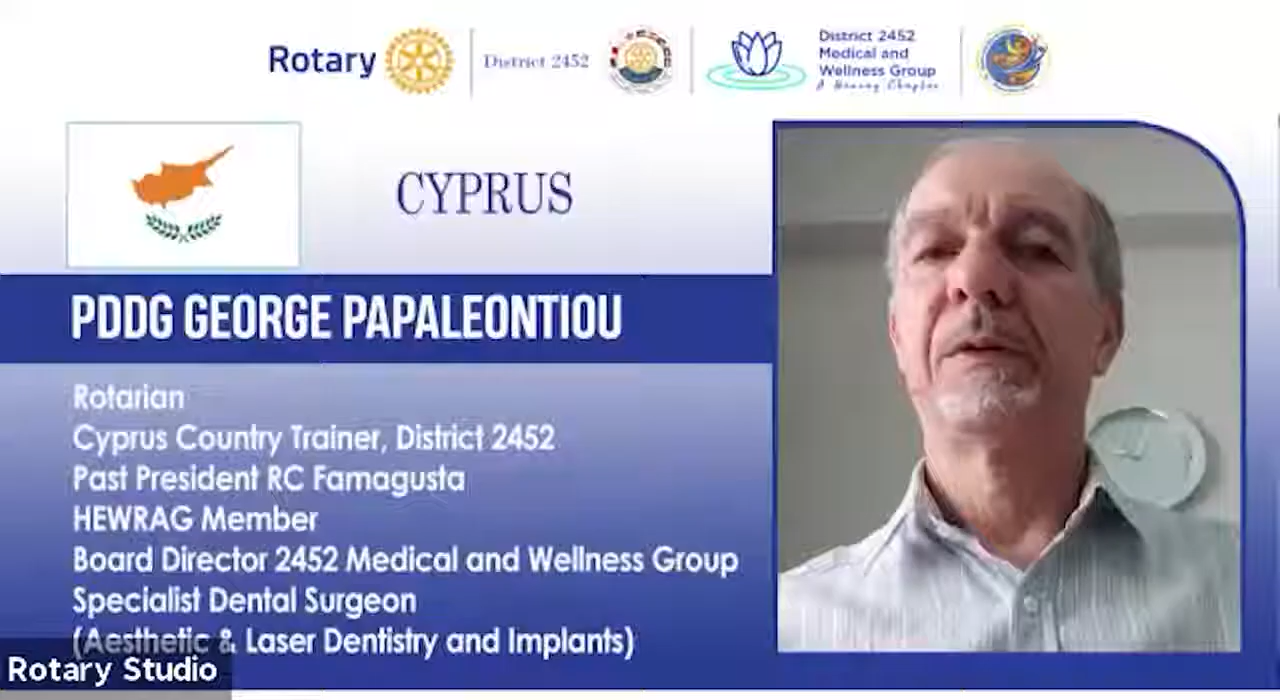 Rotary
District 2452
District 2452
Medical and
Wellness Group
CYPRUS
PDDG GEORGE PAPALEONTIOU
Rotarian
Cyprus Country Trainer, District 2452
Past President RC Famagusta
HEWRAG Member
Board Director 2452 Medical and Wellness Group
Specialist Dental Surgeon
(Aesthetic & Laser Dentistry and Implants)
Rotary Studio